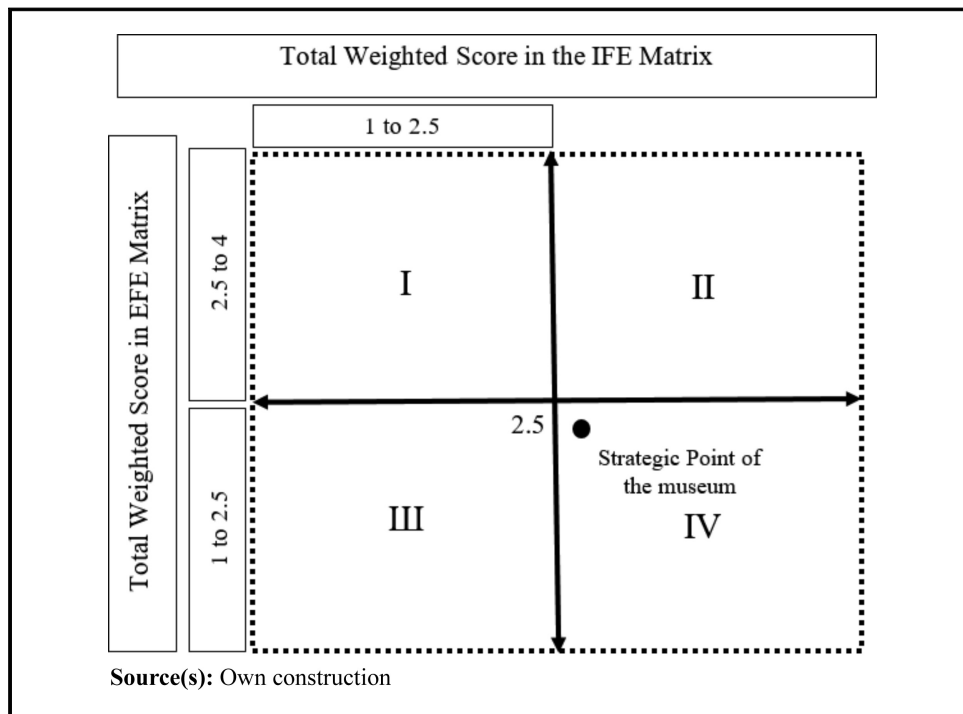 Total Weighted Score in the IFE Matrix
1 to 2.5
Total Weighted Score in EFE Matrix
2.5 to 4
I
II
2.5
Strategic Point of
the museum
1 to 2.5
III
IV
Source(s): Own construction